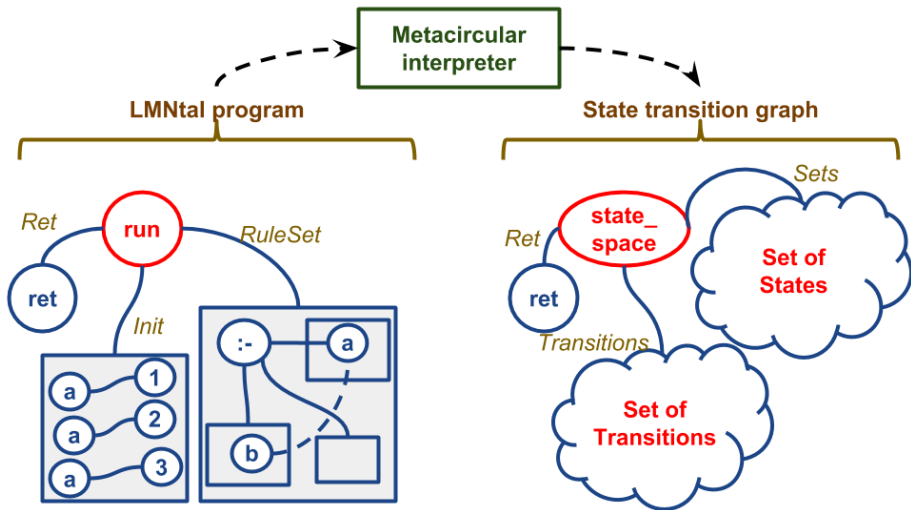 Metacircular
interpreter
LMNtal program
State transition graph
Ret
run
RuleSet
ret
Init
:-
a
a
1
a
2
a
3
b
Sets
Ret
state_
space
ret
Set of
States
Transitions
Set of
Transitions